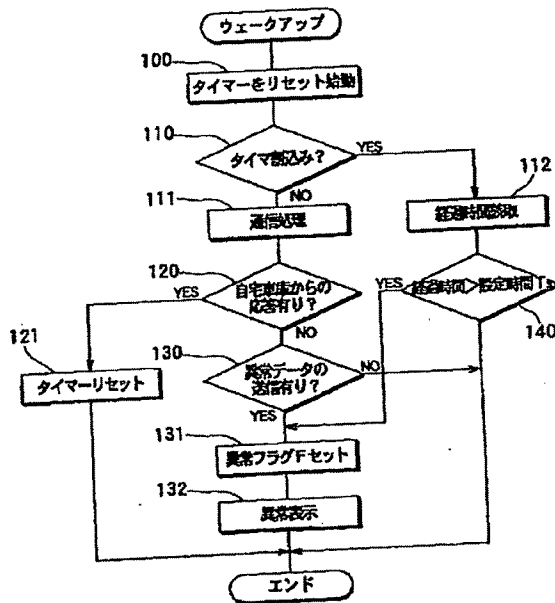 ウェークアップ
100
タイマーをリセット始動
110
タイマ割込み?
YES
112
NO
111
通信処理
経過時間読取
120
自宅車庫からの
応答有り?
YES
YES
経過時間>設定時間Ts
NO
140
121
タイマーリセット
130
異常データの
送信有り?
NO
YES
131
異常フラグFセット
132
異常表示
エンド